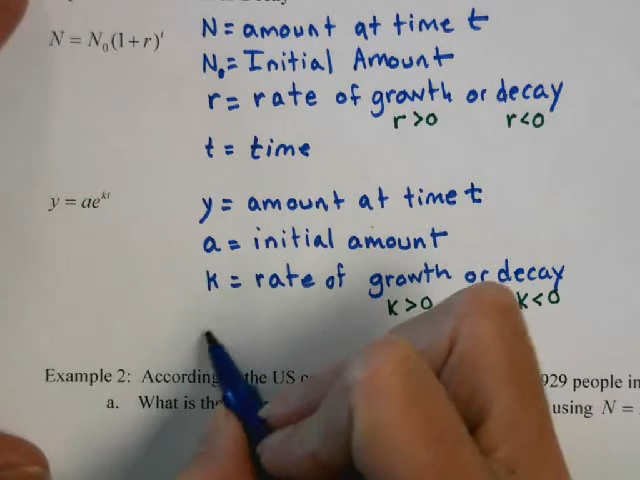 Decay
N = N₀(1+r)ᵗ N = amount at time t
N₀ = Initial Amount
r = rate of growth or decay
r>0 r<0
t = time
y = aeᵏᵗ y = amount at time t
a = initial amount
k = rate of growth or decay
k>0 k<0
Example 2: According the US 929 people in
a. What is the using N =